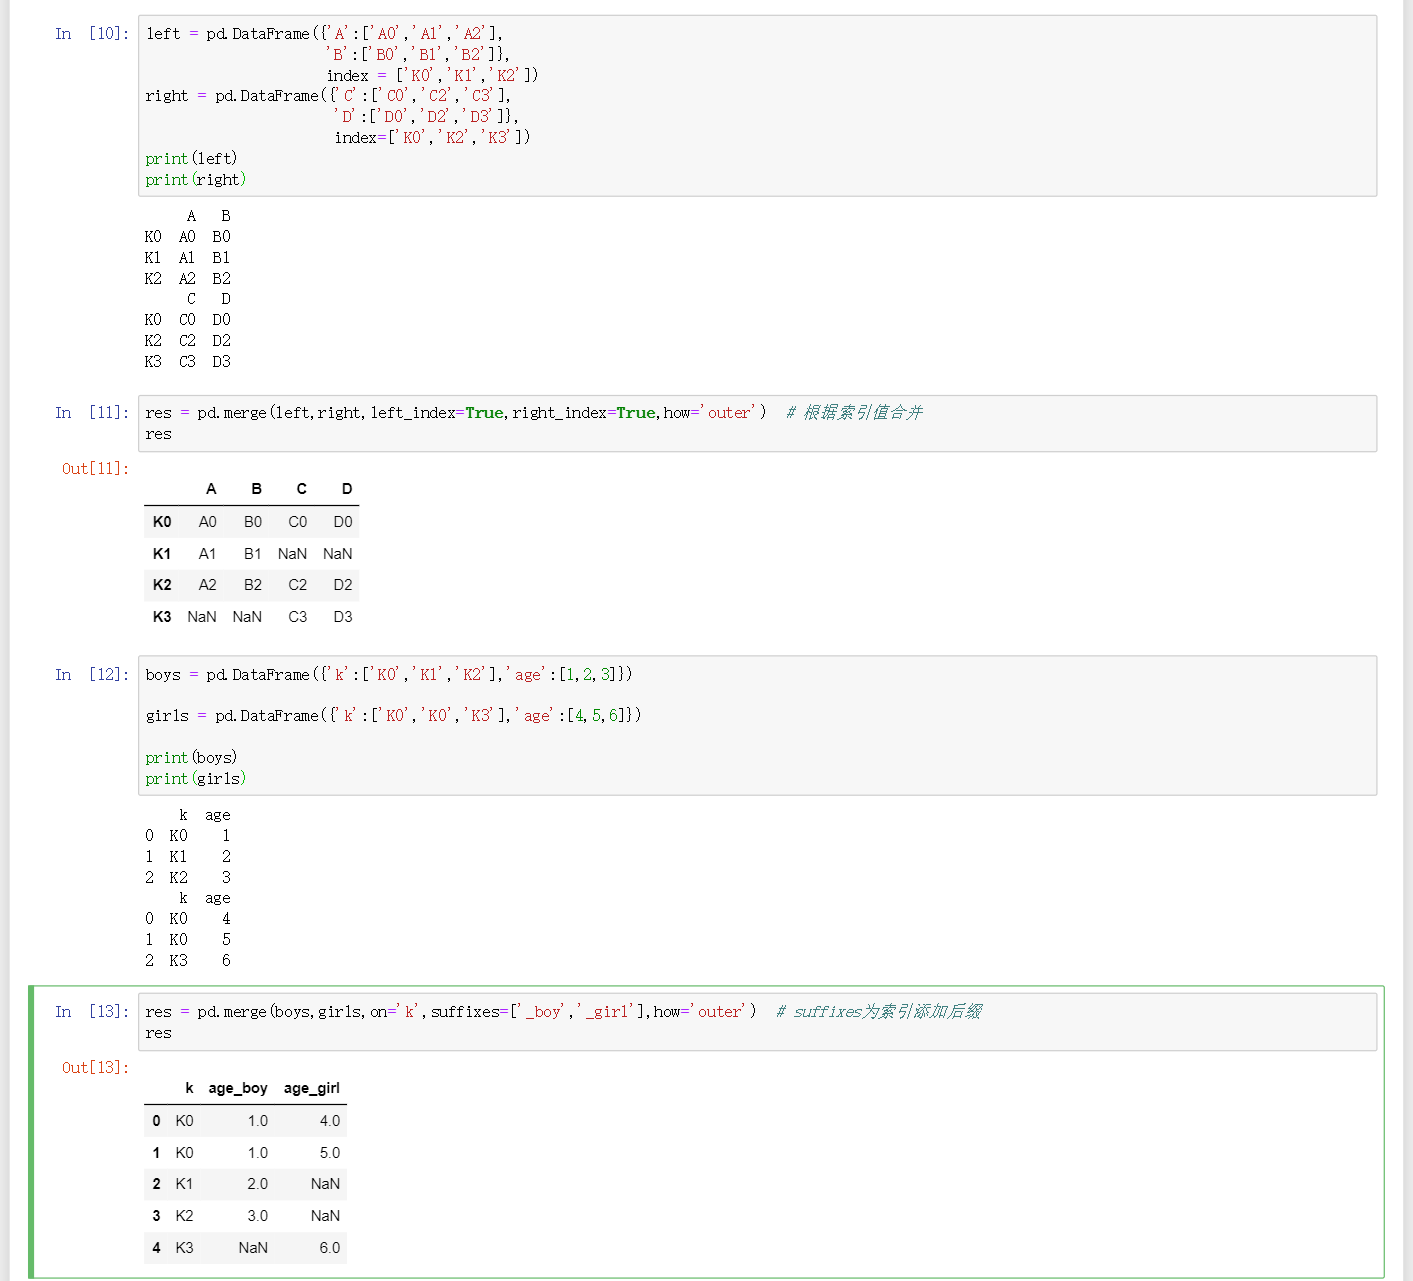 In [10]: left = pd.DataFrame({'A':['A0','A1','A2'],
'B':['B0','B1','B2']},
index = ['K0','K1','K2'])
right = pd.DataFrame({'C':['C0','C2','C3'],
'D':['D0','D2','D3']},
index=['K0','K2','K3'])
print(left)
print(right)
A B
K0 A0 B0
K1 A1 B1
K2 A2 B2
C D
K0 C0 D0
K2 C2 D2
K3 C3 D3
In [11]: res = pd.merge(left,right,left_index=True,right_index=True,how='outer') # 根据索引值合并
res
Out[11]:
A B C D
K0 A0 B0 C0 D0
K1 A1 B1 NaN NaN
K2 A2 B2 C2 D2
K3 NaN NaN C3 D3
In [12]: boys = pd.DataFrame({'k':['K0','K1','K2'],'age':[1,2,3]})
girls = pd.DataFrame({'k':['K0','K0','K3'],'age':[4,5,6]})
print(boys)
print(girls)
k age
0 K0 1
1 K1 2
2 K2 3
k age
0 K0 4
1 K0 5
2 K3 6
In [13]: res = pd.merge(boys,girls,on='k',suffixes=['_boy','_girl'],how='outer') # suffixes为索引添加后缀
res
Out[13]:
k age_boy age_girl
0 K0 1.0 4.0
1 K0 1.0 5.0
2 K1 2.0 NaN
3 K2 3.0 NaN
4 K3 NaN 6.0